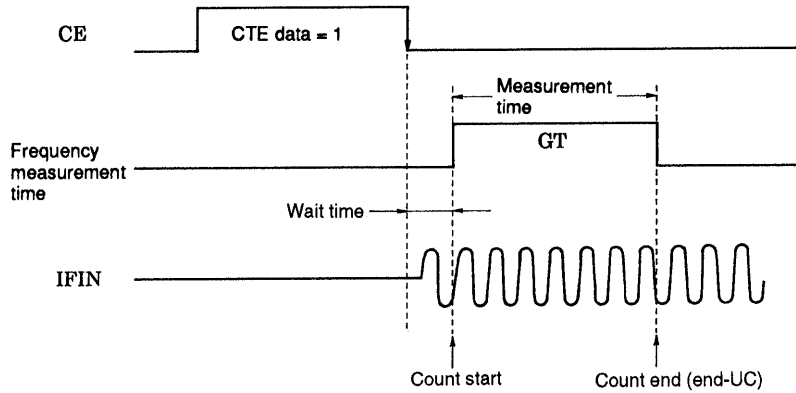 CE
CTE data = 1
Measurement
time
GT
Frequency
measurement
time
Wait time
IFIN
Count start
Count end (end-UC)